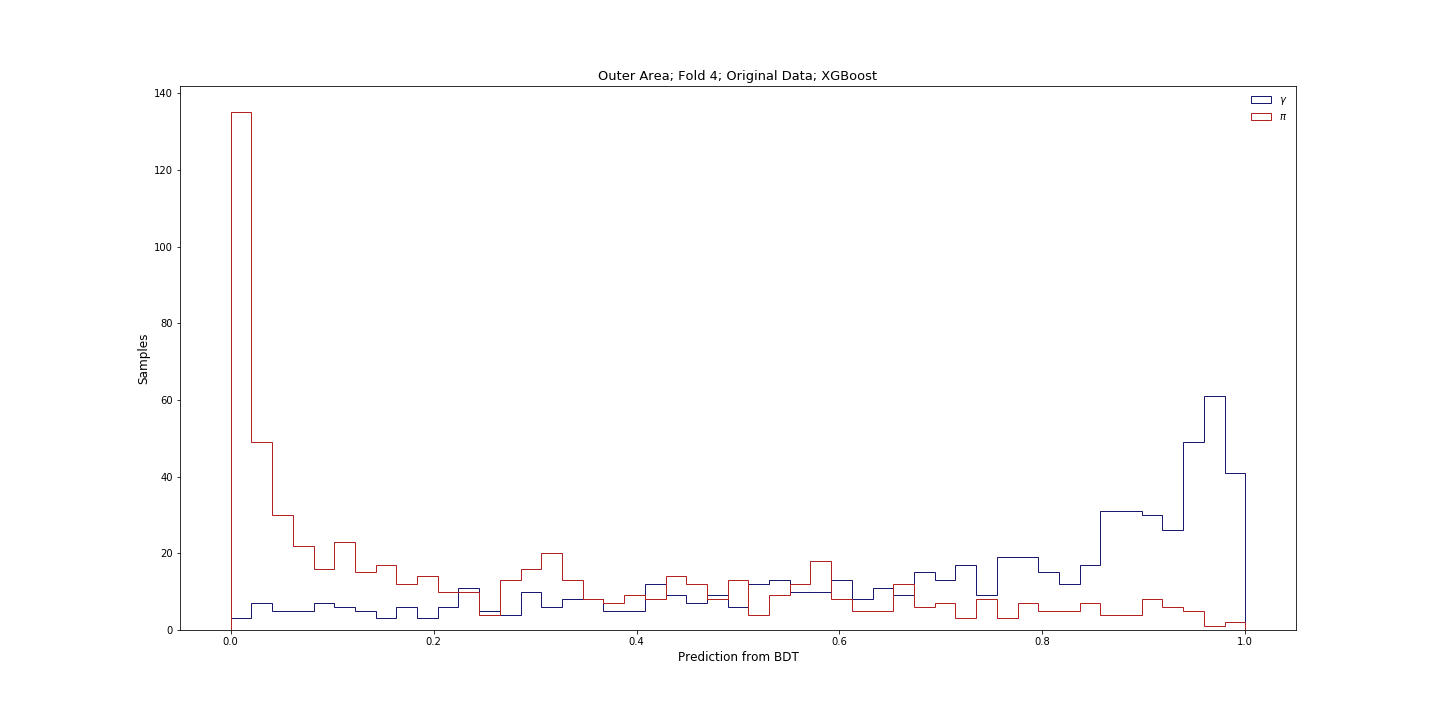 Outer Area; Fold 4; Original Data; XGBoost
140
120
100
80
60
40
20
0
Samples
γ
π
0.0 0.2 0.4 0.6 0.8 1.0
Prediction from BDT